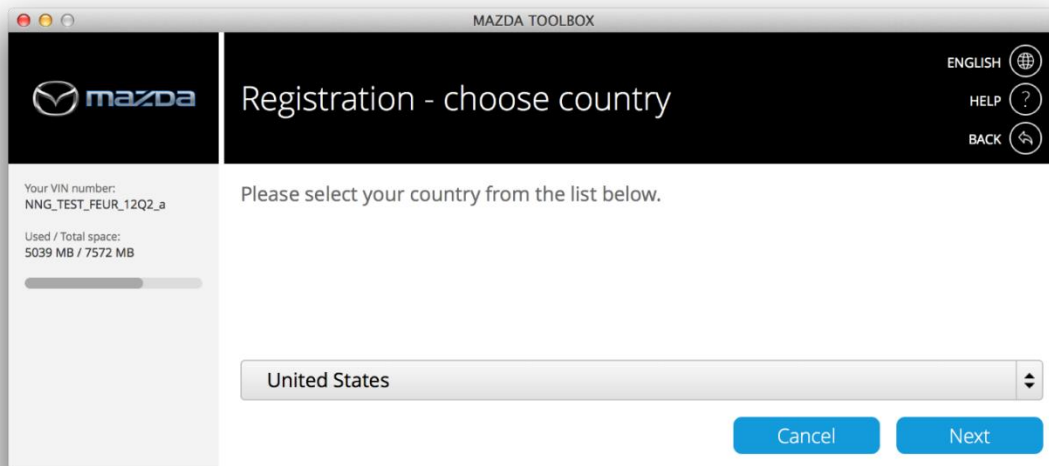 MAZDA TOOLBOX
mazda
Registration - choose country
ENGLISH
HELP
?
BACK
Your VIN number:
NNG_TEST_FEUR_12Q2_a
Used / Total space:
5039 MB / 7572 MB
Please select your country from the list below.
United States
Cancel
Next